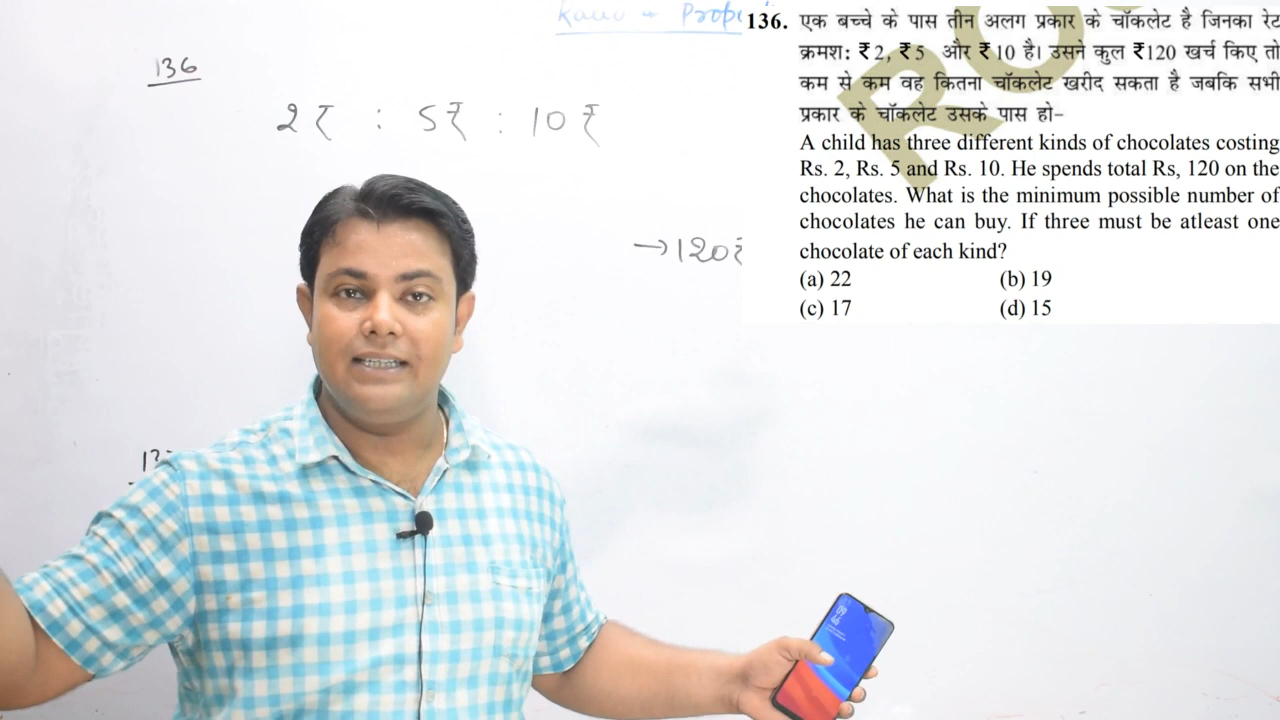 136
2₹ : 5₹ : 10₹
→120₹
136. एक बच्चे के पास तीन अलग प्रकार के चॉकलेट है जिनका रेट
क्रमशः ₹2, ₹5 और ₹10 है। उसने कुल ₹120 खर्च किए तो
कम से कम वह कितना चॉकलेट खरीद सकता है जबकि सभी
प्रकार के चॉकलेट उसके पास हो-
A child has three different kinds of chocolates costing
Rs. 2, Rs. 5 and Rs. 10. He spends total Rs, 120 on the
chocolates. What is the minimum possible number of
chocolates he can buy. If three must be atleast one
chocolate of each kind?
(a) 22 (b) 19
(c) 17 (d) 15